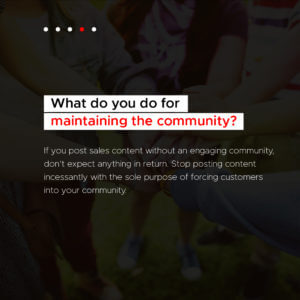 What do you do for
maintaining the community?
If you post sales content without an engaging community,
don't expect anything in return. Stop posting content
incessantly with the sole purpose of forcing customers
into your community.